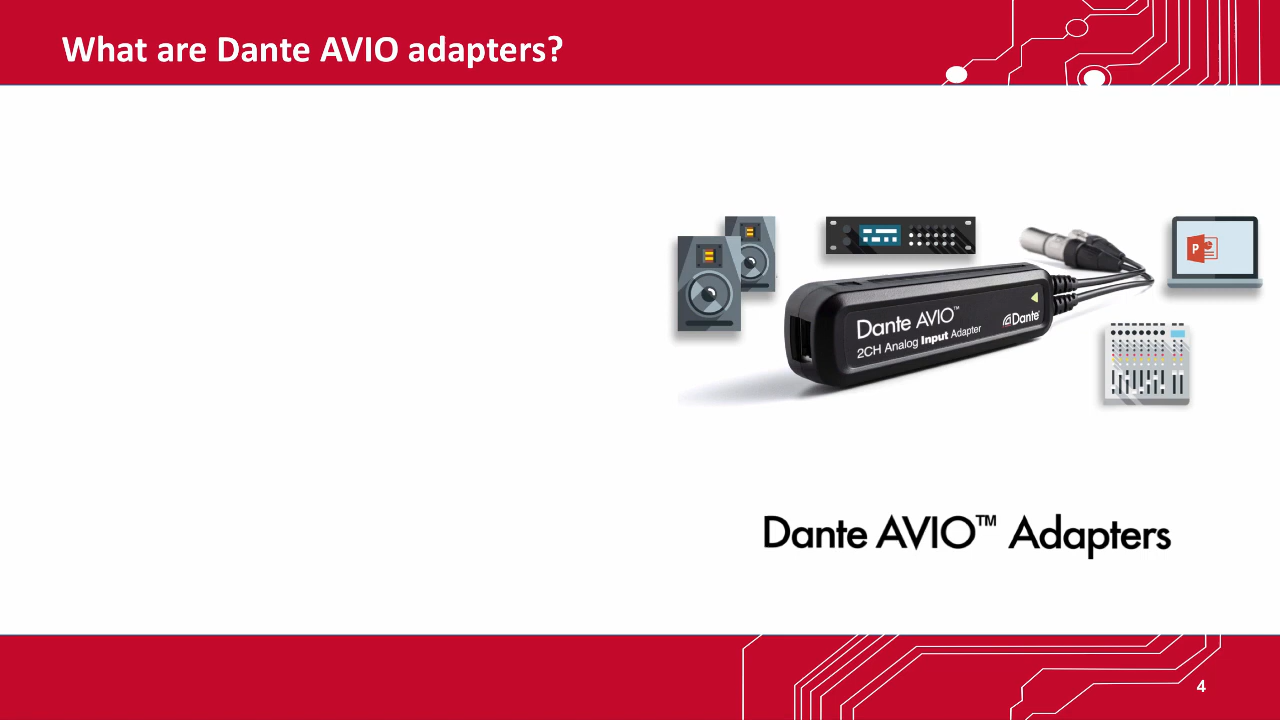 What are Dante AVIO adapters?
P
Dante AVIO™
2CH Analog Input Adapter
Dante®
Dante AVIO™ Adapters
4